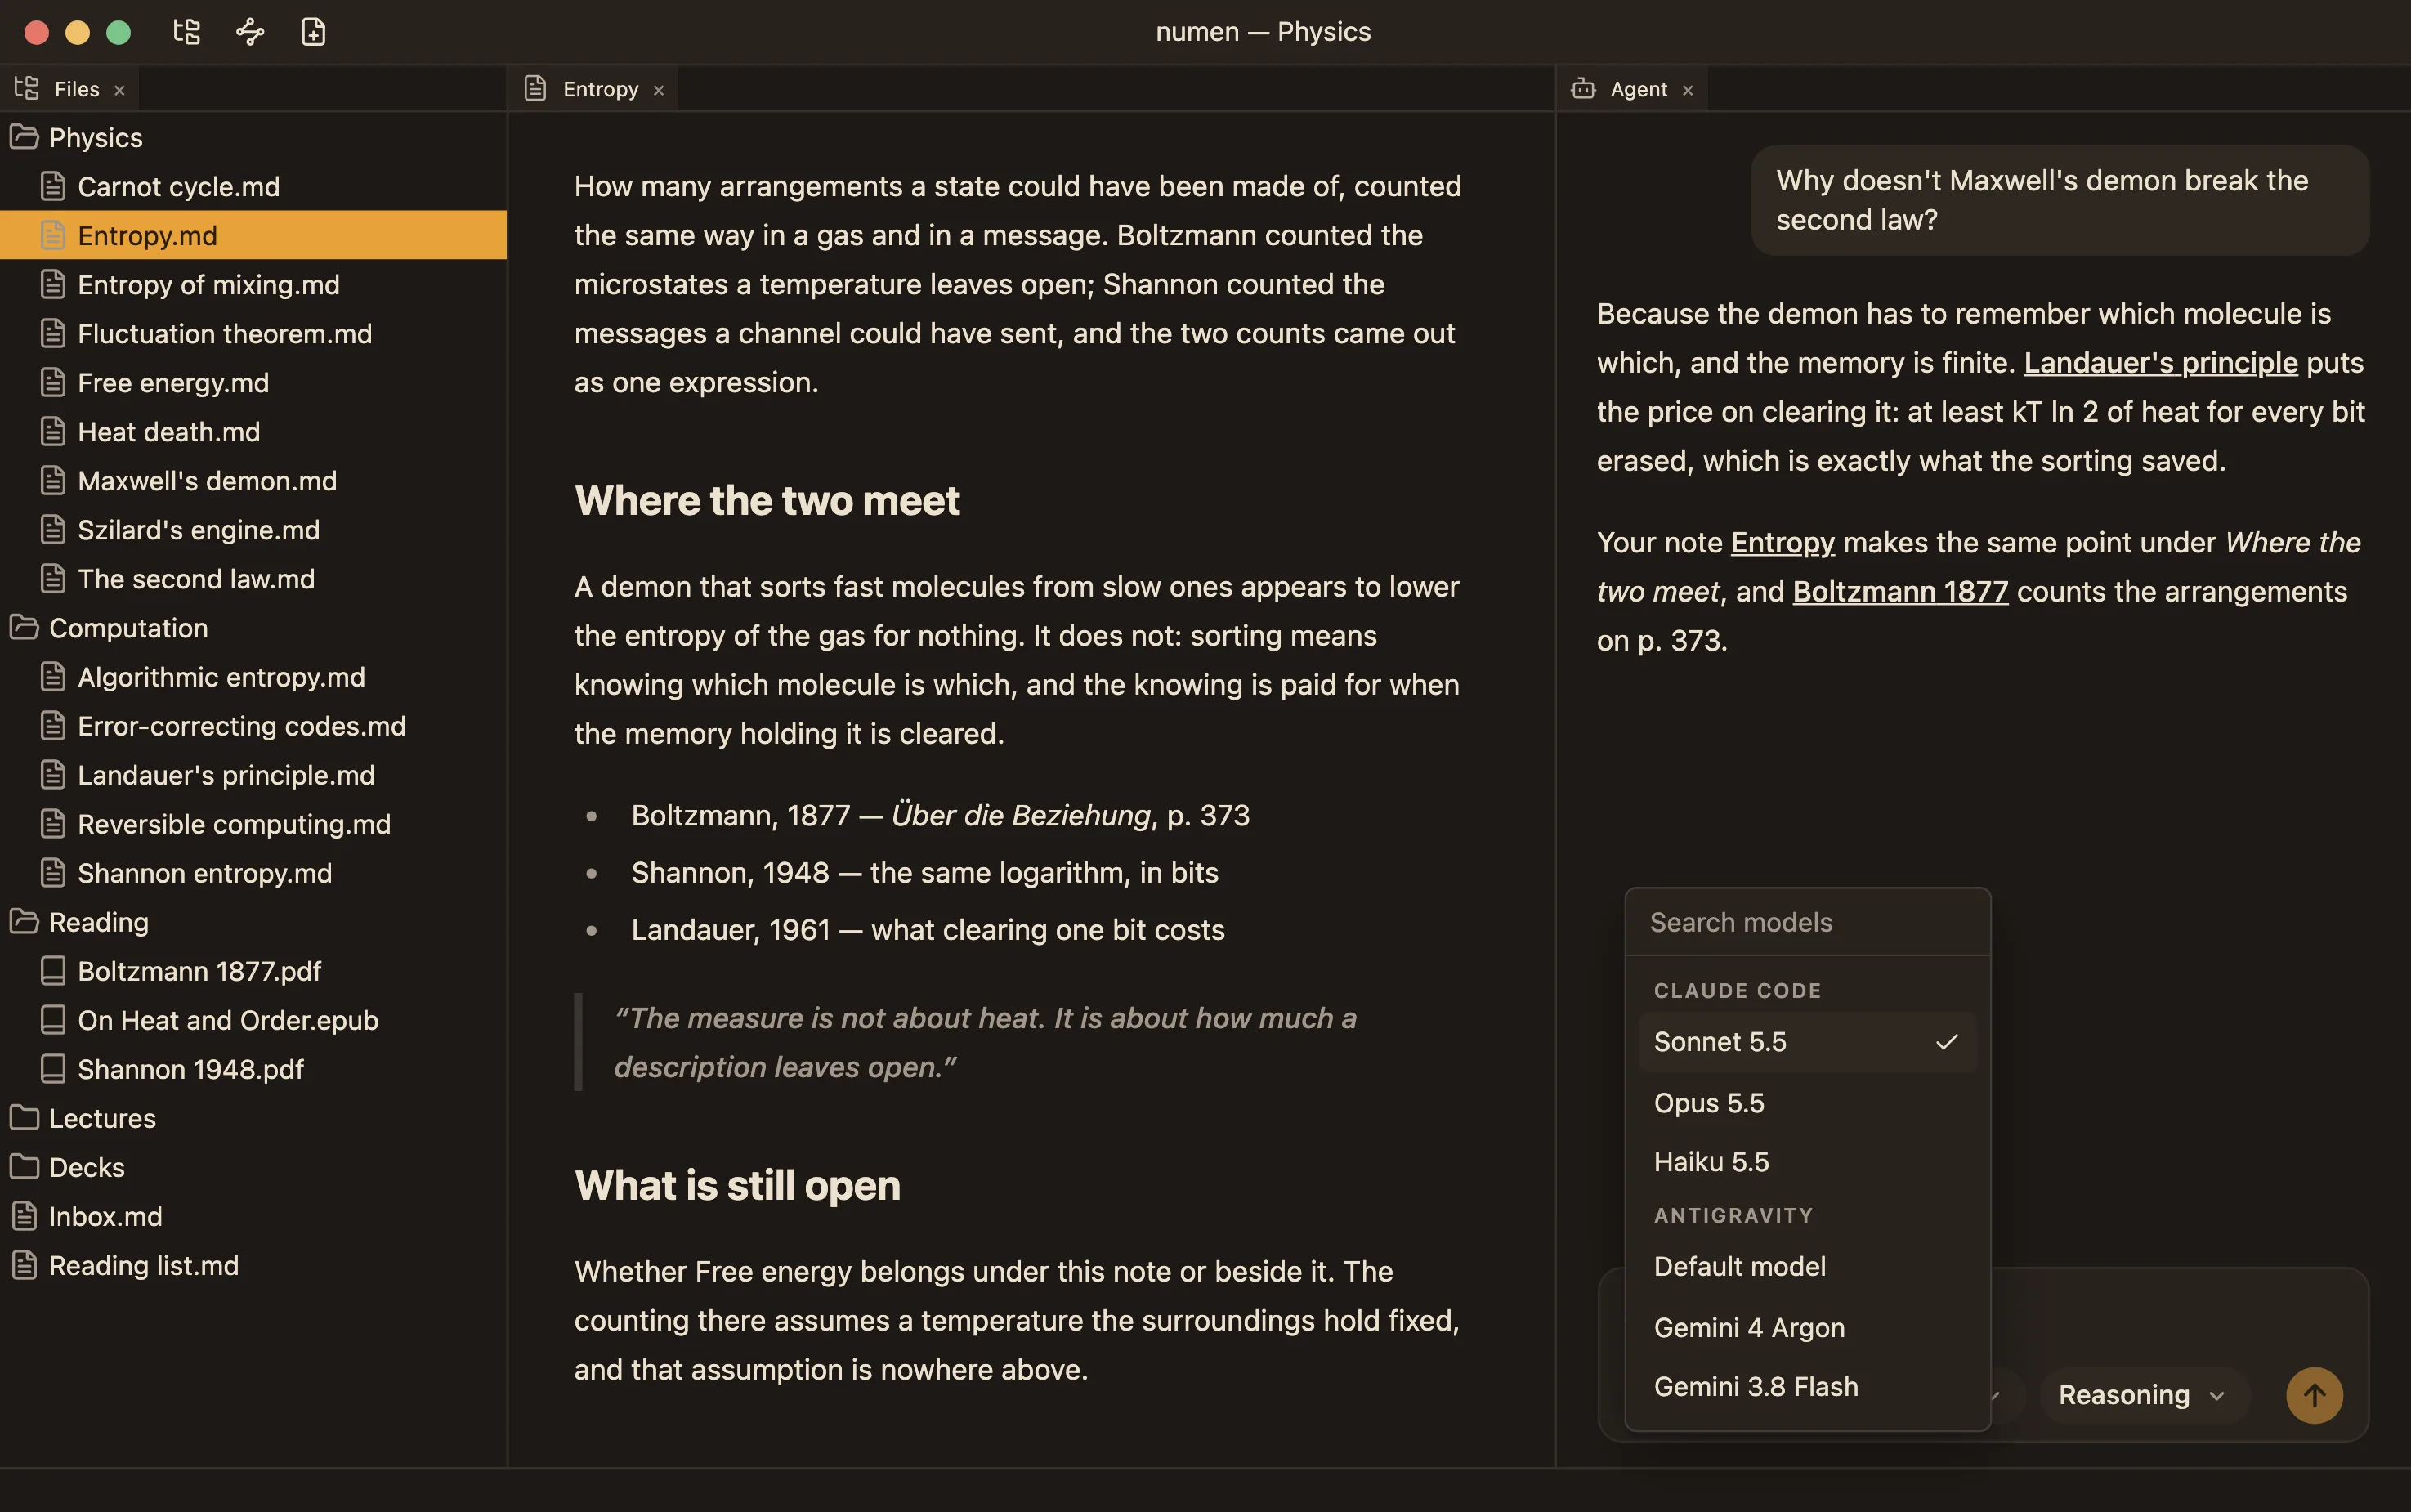 numen — Physics
Files ×
Physics
Carnot cycle.md
Entropy.md
Entropy of mixing.md
Fluctuation theorem.md
Free energy.md
Heat death.md
Maxwell's demon.md
Szilard's engine.md
The second law.md
Computation
Algorithmic entropy.md
Error-correcting codes.md
Landauer's principle.md
Reversible computing.md
Shannon entropy.md
Reading
Boltzmann 1877.pdf
On Heat and Order.epub
Shannon 1948.pdf
Lectures
Decks
Inbox.md
Reading list.md
Entropy ×
How many arrangements a state could have been made of, counted
the same way in a gas and in a message. Boltzmann counted the
microstates a temperature leaves open; Shannon counted the
messages a channel could have sent, and the two counts came out
as one expression.
Where the two meet
A demon that sorts fast molecules from slow ones appears to lower
the entropy of the gas for nothing. It does not: sorting means
knowing which molecule is which, and the knowing is paid for when
the memory holding it is cleared.
• Boltzmann, 1877 — Über die Beziehung, p. 373
• Shannon, 1948 — the same logarithm, in bits
• Landauer, 1961 — what clearing one bit costs
“The measure is not about heat. It is about how much a
description leaves open.”
What is still open
Whether Free energy belongs under this note or beside it. The
counting there assumes a temperature the surroundings hold fixed,
and that assumption is nowhere above.
Agent ×
Why doesn't Maxwell's demon break the
second law?
Because the demon has to remember which molecule is
which, and the memory is finite. Landauer's principle puts
the price on clearing it: at least kT ln 2 of heat for every bit
erased, which is exactly what the sorting saved.
Your note Entropy makes the same point under Where the
two meet, and Boltzmann 1877 counts the arrangements
on p. 373.
Search models
CLAUDE CODE
Sonnet 5.5
Opus 5.5
Haiku 5.5
ANTIGRAVITY
Default model
Gemini 4 Argon
Gemini 3.8 Flash
Reasoning